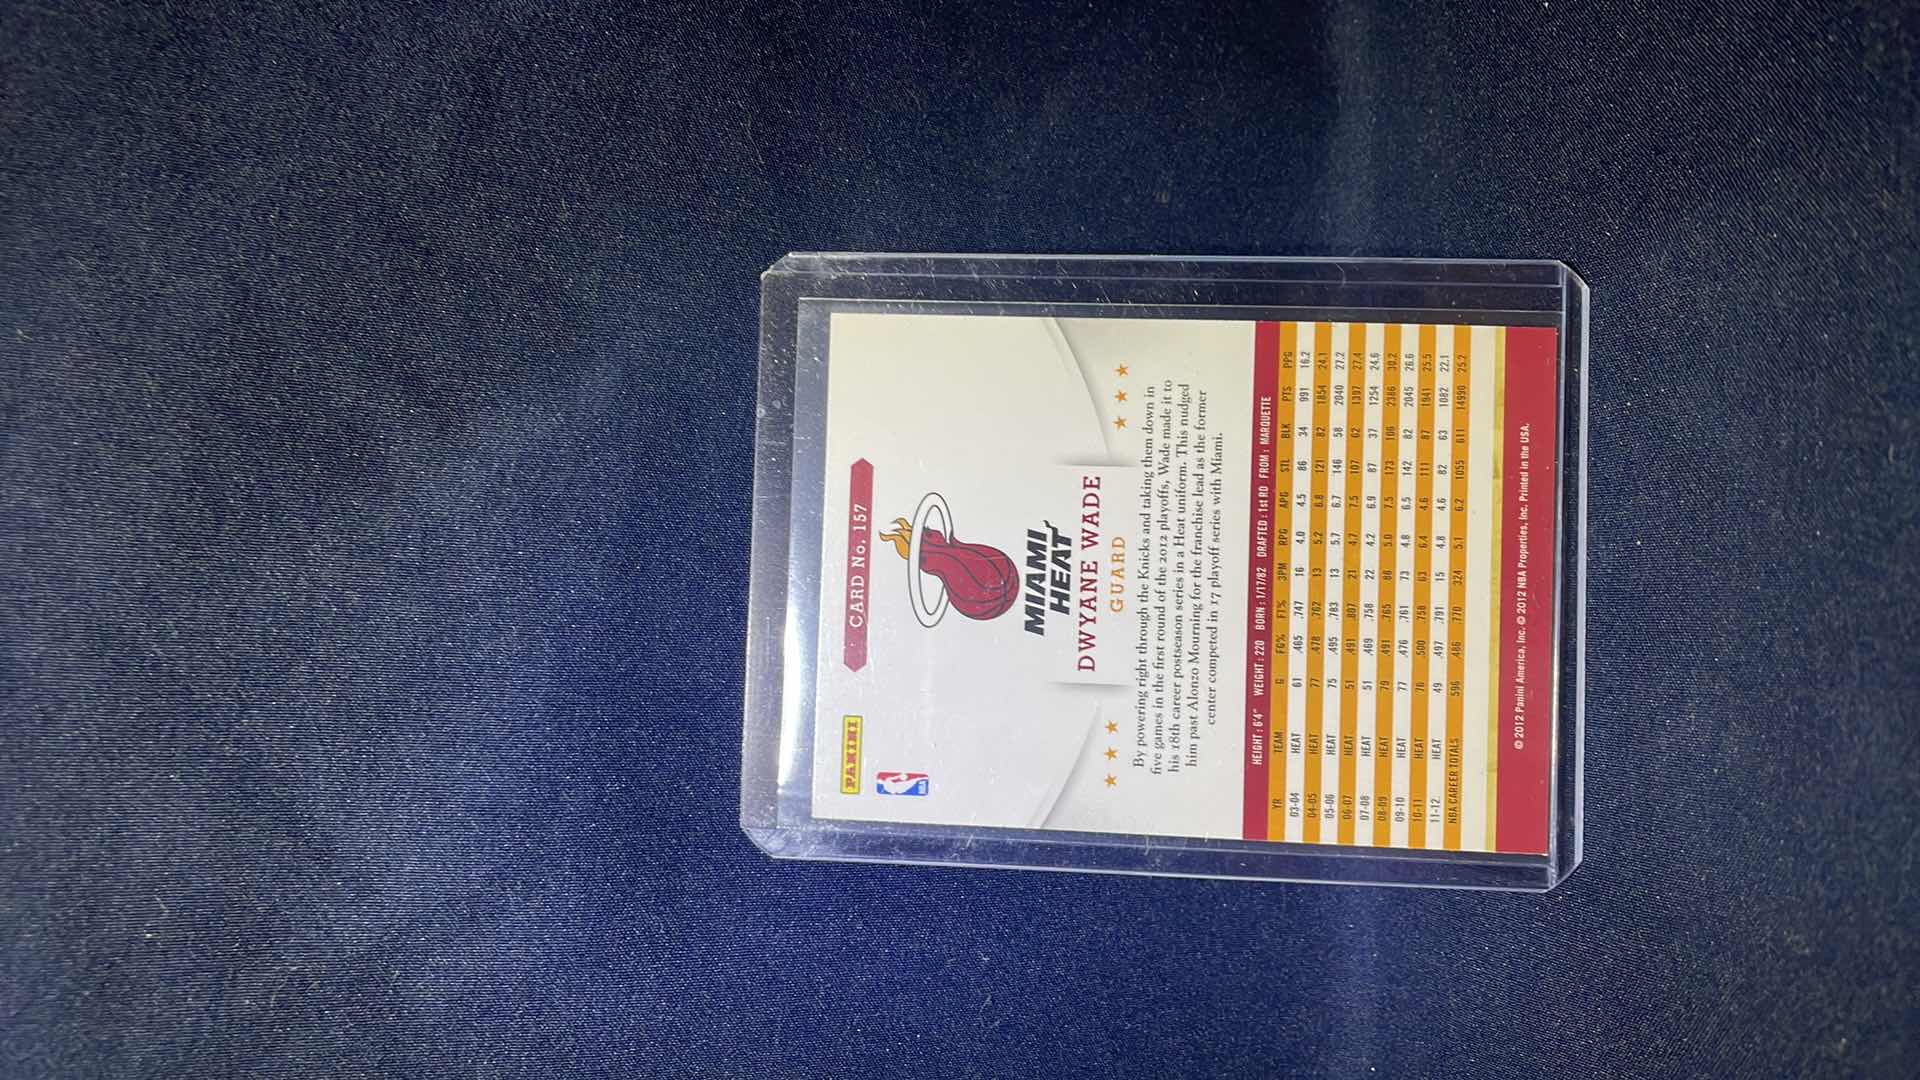 PANINI
CARD No. 157
NBA
MIAMI
HEAT
DWYANE WADE
GUARD
By powering right through the Knicks and taking them down in
five games in the first round of the 2012 playoffs, Wade made it to
his 18th career postseason series in a Heat uniform. This nudged
him past Alonzo Mourning for the franchise lead as the former
center competed in 17 playoff series with Miami.
HEIGHT: 6'4" WEIGHT: 220 BORN: 1/17/82 DRAFTED: 1st RD FROM: MARQUETTE
YR TEAM G FG% FT% 3PM RPG APG STL BLK PTS PPG
03-04 HEAT 61 .465 .747 16 4.0 4.5 86 34 991 16.2
04-05 HEAT 77 .478 .762 13 5.2 6.8 121 82 1854 24.1
05-06 HEAT 75 .495 .783 13 5.7 6.7 146 58 2040 27.2
06-07 HEAT 51 .491 .807 21 4.7 7.5 107 62 1397 27.4
07-08 HEAT 51 .469 .758 22 4.2 6.9 87 37 1254 24.6
08-09 HEAT 79 .491 .765 88 5.0 7.5 173 106 2386 30.2
09-10 HEAT 77 .476 .761 73 4.8 6.5 142 82 2045 26.6
10-11 HEAT 76 .500 .758 63 6.4 4.6 111 87 1941 25.5
11-12 HEAT 49 .497 .791 15 4.8 4.6 82 63 1082 22.1
NBA CAREER TOTALS 596 .486 .770 324 5.1 6.2 1055 611 14990 25.2
© 2012 Panini America, Inc. © 2012 NBA Properties, Inc. Printed in the USA.